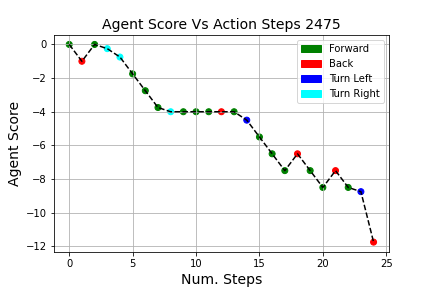 Agent Score Vs Action Steps 2475
Agent Score
0
−2
−4
−6
−8
−10
−12
Forward
Back
Turn Left
Turn Right
0 5 10 15 20 25
Num. Steps